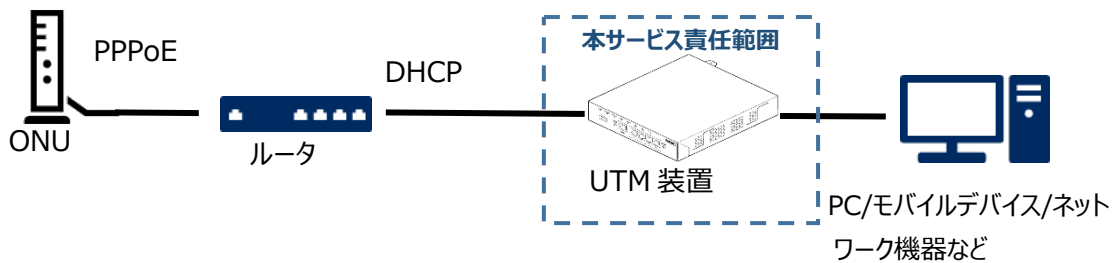 PPPoE
ONU
ルータ
DHCP
本サービス責任範囲
UTM 装置
PC/モバイルデバイス/ネット
ワーク機器など